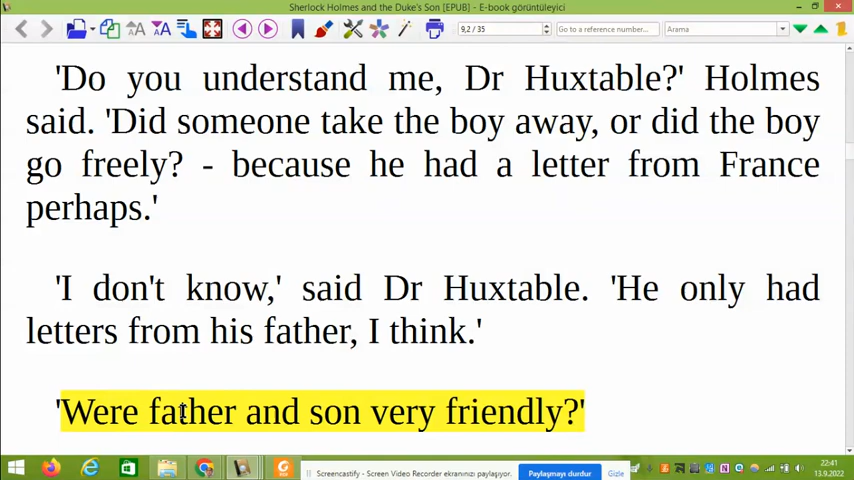 Sherlock Holmes and the Duke's Son [EPUB] - E-book görüntüleyici
9,2 / 35
Go to a reference number...
Arama
'Do you understand me, Dr Huxtable?' Holmes
said. 'Did someone take the boy away, or did the boy
go freely? - because he had a letter from France
perhaps.'
'I don't know,' said Dr Huxtable. 'He only had
letters from his father, I think.'
'Were father and son very friendly?'
Screencastify - Screen Video Recorder ekranınızı paylaşıyor.
Paylaşmayı durdur
Gizle
22:41
13.9.2022